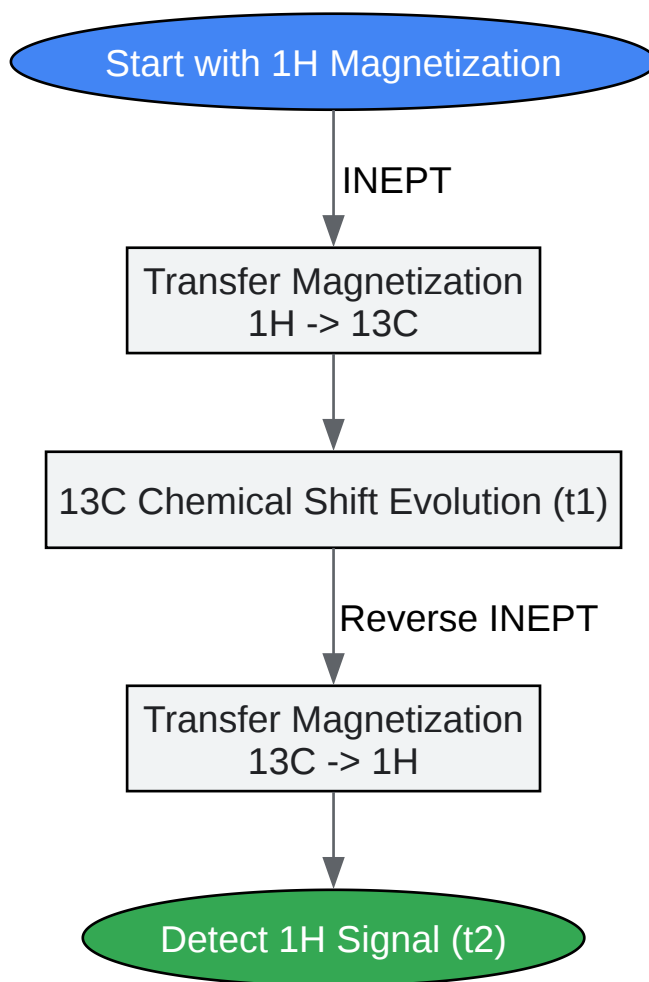 Start with 1H Magnetization
INEPT
Transfer Magnetization
1H -> 13C
13C Chemical Shift Evolution (t1)
Reverse INEPT
Transfer Magnetization
13C -> 1H
Detect 1H Signal (t2)